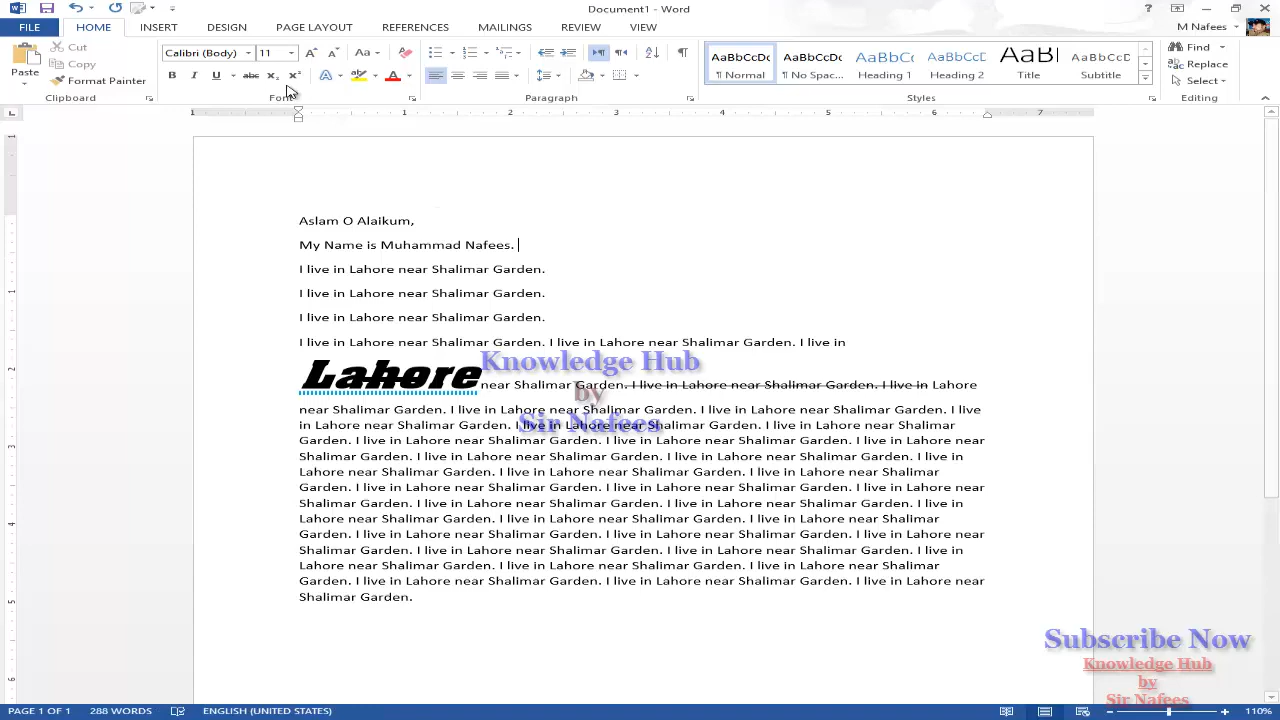 Document1 - Word
FILE HOME INSERT DESIGN PAGE LAYOUT REFERENCES MAILINGS REVIEW VIEW M Nafees
Paste
Cut
Copy
Format Painter
Clipboard
Calibri (Body) 11
Font
Paragraph
AaBbCcDc AaBbCcDc AaBbC AaBbCcD AaB AaBbCcD
¶ Normal ¶ No Spac... Heading 1 Heading 2 Title Subtitle
Styles
Find
Replace
Select
Editing
1 1 2 3 4 5 6 7
Aslam O Alaikum,
My Name is Muhammad Nafees.
I live in Lahore near Shalimar Garden.
I live in Lahore near Shalimar Garden.
I live in Lahore near Shalimar Garden.
I live in Lahore near Shalimar Garden. I live in Lahore near Shalimar Garden. I live in
Lahore near Shalimar Garden. I live in Lahore near Shalimar Garden. I live in Lahore
near Shalimar Garden. I live in Lahore near Shalimar Garden. I live in Lahore near Shalimar Garden. I live
in Lahore near Shalimar Garden. I live in Lahore near Shalimar Garden. I live in Lahore near Shalimar
Garden. I live in Lahore near Shalimar Garden. I live in Lahore near Shalimar Garden. I live in Lahore near
Shalimar Garden. I live in Lahore near Shalimar Garden. I live in Lahore near Shalimar Garden. I live in
Lahore near Shalimar Garden. I live in Lahore near Shalimar Garden. I live in Lahore near Shalimar
Garden. I live in Lahore near Shalimar Garden. I live in Lahore near Shalimar Garden. I live in Lahore near
Shalimar Garden. I live in Lahore near Shalimar Garden. I live in Lahore near Shalimar Garden. I live in
Lahore near Shalimar Garden. I live in Lahore near Shalimar Garden. I live in Lahore near Shalimar
Garden. I live in Lahore near Shalimar Garden. I live in Lahore near Shalimar Garden. I live in Lahore near
Shalimar Garden. I live in Lahore near Shalimar Garden. I live in Lahore near Shalimar Garden. I live in
Lahore near Shalimar Garden. I live in Lahore near Shalimar Garden. I live in Lahore near Shalimar
Garden. I live in Lahore near Shalimar Garden. I live in Lahore near Shalimar Garden. I live in Lahore near
Shalimar Garden.
Knowledge Hub
by
Sir Nafees
Subscribe Now
Knowledge Hub
by
Sir Nafees
PAGE 1 OF 1 288 WORDS ENGLISH (UNITED STATES) 110%